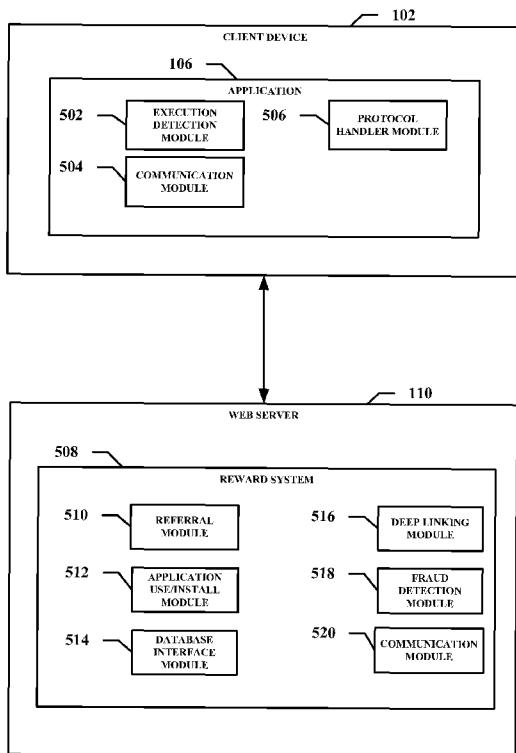 102
CLIENT DEVICE
106
APPLICATION
502
EXECUTION
DETECTION
MODULE
506
PROTOCOL
HANDLER MODULE
504
COMMUNICATION
MODULE
110
WEB SERVER
508
REWARD SYSTEM
510
REFERRAL
MODULE
516
DEEP LINKING
MODULE
512
APPLICATION
USE/INSTALL
MODULE
518
FRAUD
DETECTION
MODULE
514
DATABASE
INTERFACE
MODULE
520
COMMUNICATION
MODULE